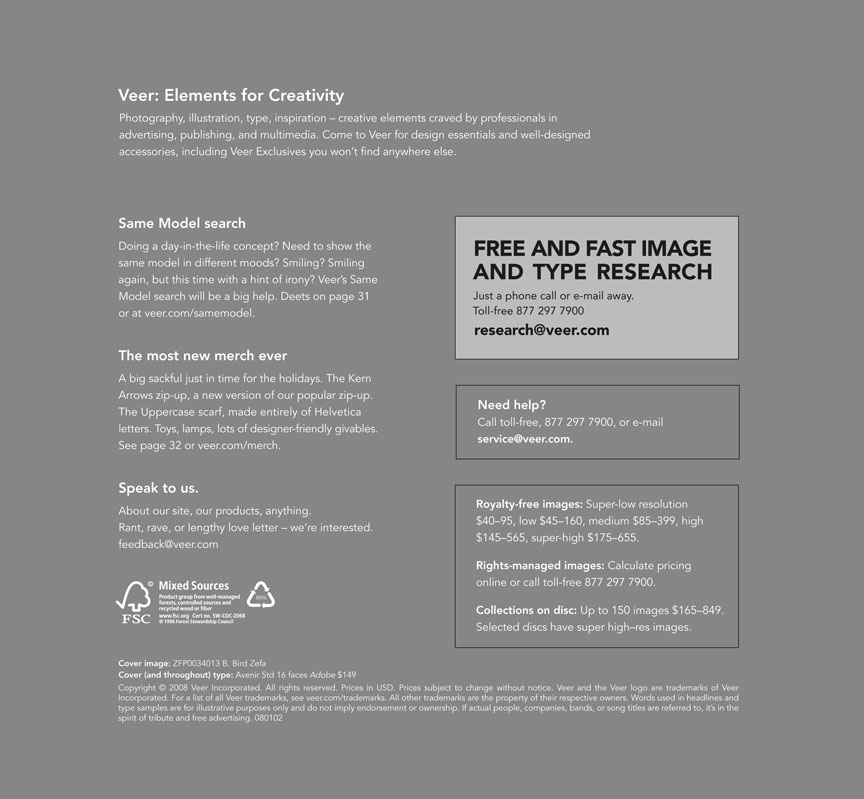 Veer: Elements for Creativity
Photography, illustration, type, inspiration – creative elements craved by professionals in
advertising, publishing, and multimedia. Come to Veer for design essentials and well-designed
accessories, including Veer Exclusives you won't find anywhere else.
Same Model search
Doing a day-in-the-life concept? Need to show the
same model in different moods? Smiling? Smiling
again, but this time with a hint of irony? Veer's Same
Model search will be a big help. Deets on page 31
or at veer.com/samemodel.
The most new merch ever
A big sackful just in time for the holidays. The Kern
Arrows zip-up, a new version of our popular zip-up.
The Uppercase scarf, made entirely of Helvetica
letters. Toys, lamps, lots of designer-friendly givables.
See page 32 or veer.com/merch.
Speak to us.
About our site, our products, anything.
Rant, rave, or lengthy love letter – we're interested.
feedback@veer.com
FREE AND FAST IMAGE
AND TYPE RESEARCH
Just a phone call or e-mail away.
Toll-free 877 297 7900
research@veer.com
Need help?
Call toll-free, 877 297 7900, or e-mail
service@veer.com.
Royalty-free images: Super-low resolution
$40–95, low $45–160, medium $85–399, high
$145–565, super-high $175–655.
Rights-managed images: Calculate pricing
online or call toll-free 877 297 7900.
Collections on disc: Up to 150 images $165–849.
Selected discs have super high–res images.
©
FSC
Mixed Sources
Product group from well-managed
forests, controlled sources and
recycled wood or fiber
www.fsc.org Cert no. SW-COC-2068
© 1996 Forest Stewardship Council
XX%
Cover image: ZFP0034013 B. Bird Zefa
Cover (and throughout) type: Avenir Std 16 faces Adobe $149
Copyright © 2008 Veer Incorporated. All rights reserved. Prices in USD. Prices subject to change without notice. Veer and the Veer logo are trademarks of Veer
Incorporated. For a list of all Veer trademarks, see veer.com/trademarks. All other trademarks are the property of their respective owners. Words used in headlines and
type samples are for illustrative purposes only and do not imply endorsement or ownership. If actual people, companies, bands, or song titles are referred to, it's in the
spirit of tribute and free advertising. 080102